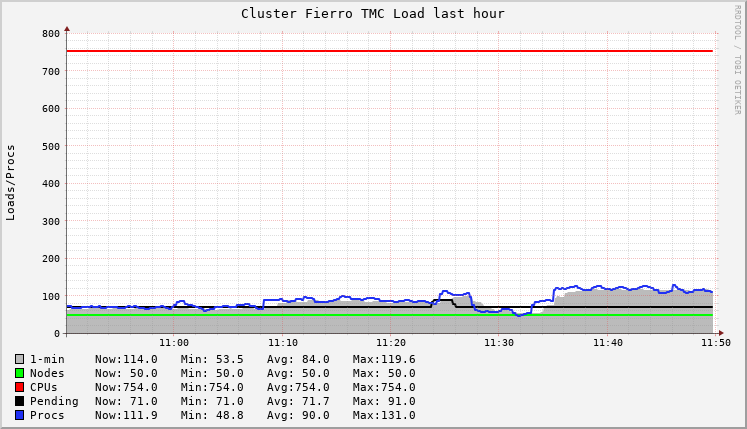 Cluster Fierro TMC Load last hour
RRDTOOL / TOBI OETIKER
Loads/Procs
800
700
600
500
400
300
200
100
0
11:00 11:10 11:20 11:30 11:40 11:50
1-min Now:114.0 Min: 53.5 Avg: 84.0 Max:119.6
Nodes Now: 50.0 Min: 50.0 Avg: 50.0 Max: 50.0
CPUs Now:754.0 Min:754.0 Avg:754.0 Max:754.0
Pending Now: 71.0 Min: 71.0 Avg: 71.7 Max: 91.0
Procs Now:111.9 Min: 48.8 Avg: 90.0 Max:131.0